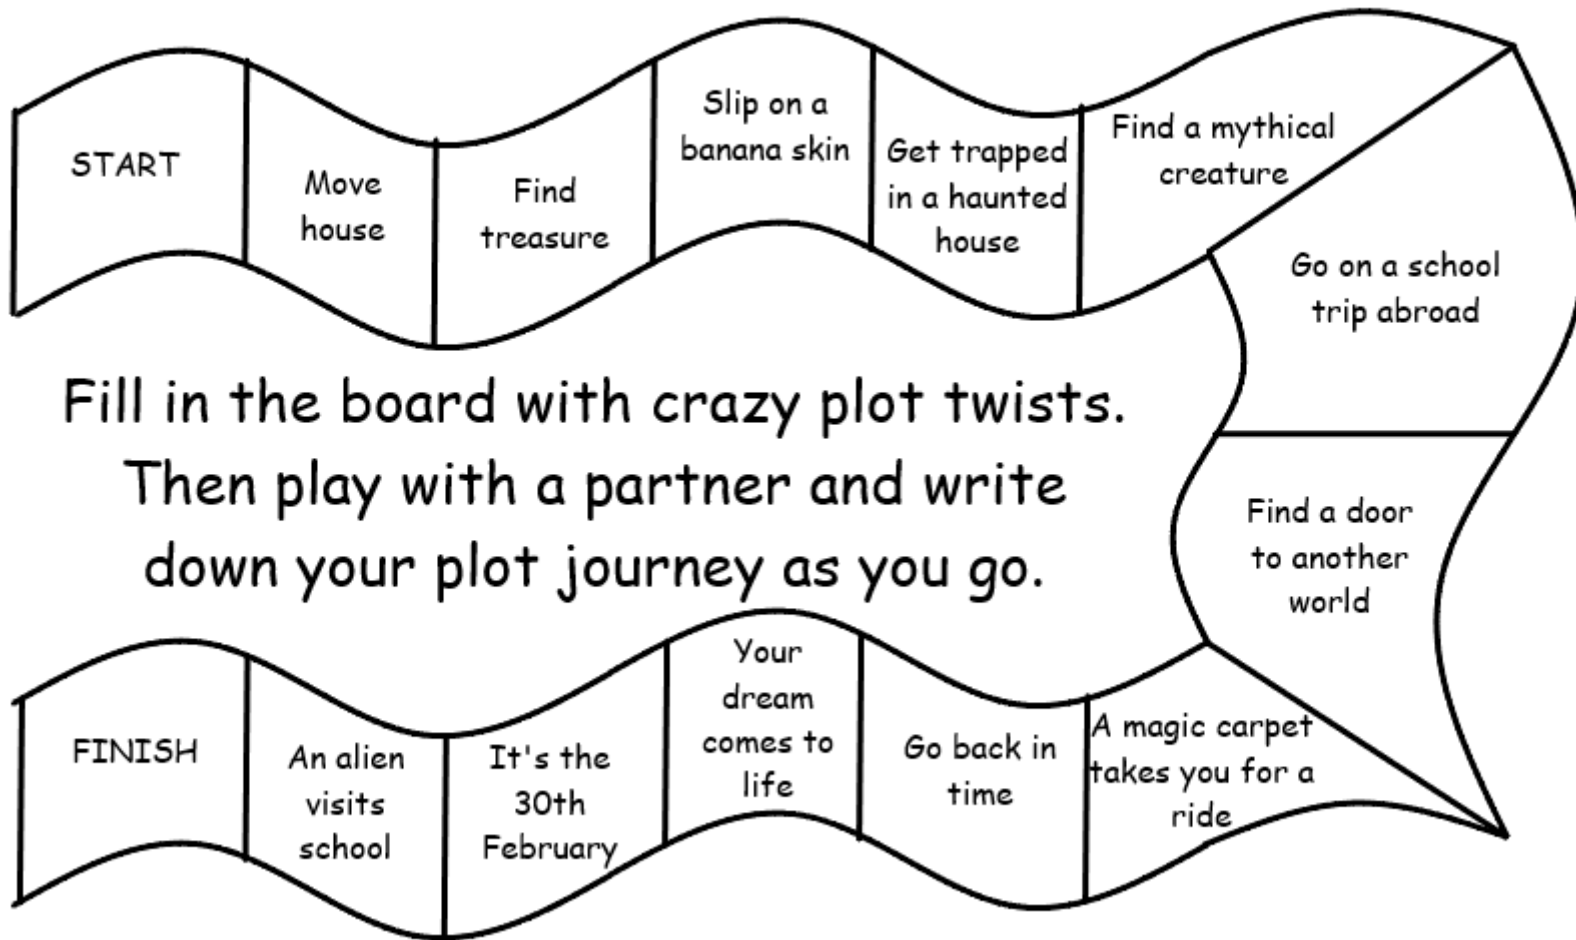 START
Move
house
Find
treasure
Slip on a
banana skin
Get trapped
in a haunted
house
Find a mythical
creature
Go on a school
trip abroad
Find a door
to another
world
A magic carpet
takes you for a
ride
Go back in
time
Your
dream
comes to
life
It's the
30th
February
An alien
visits
school
FINISH
Fill in the board with crazy plot twists.
Then play with a partner and write
down your plot journey as you go.